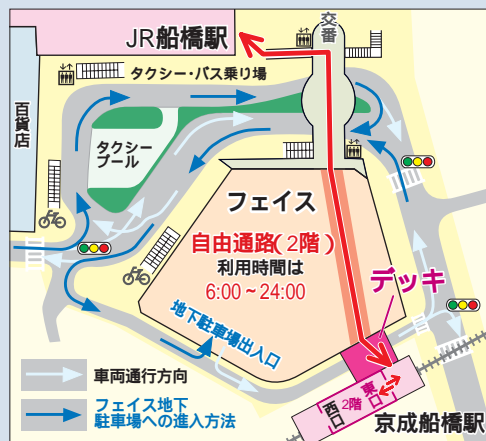 JR船橋駅
交番
タクシー・バス乗り場
百貨店
タクシー
プール
フェイス
自由通路(2階)
利用時間は
6:00~24:00
デッキ
地下駐車場出入口
東口
2階
西口
京成船橋駅
車両通行方向
フェイス地下
駐車場への進入方法